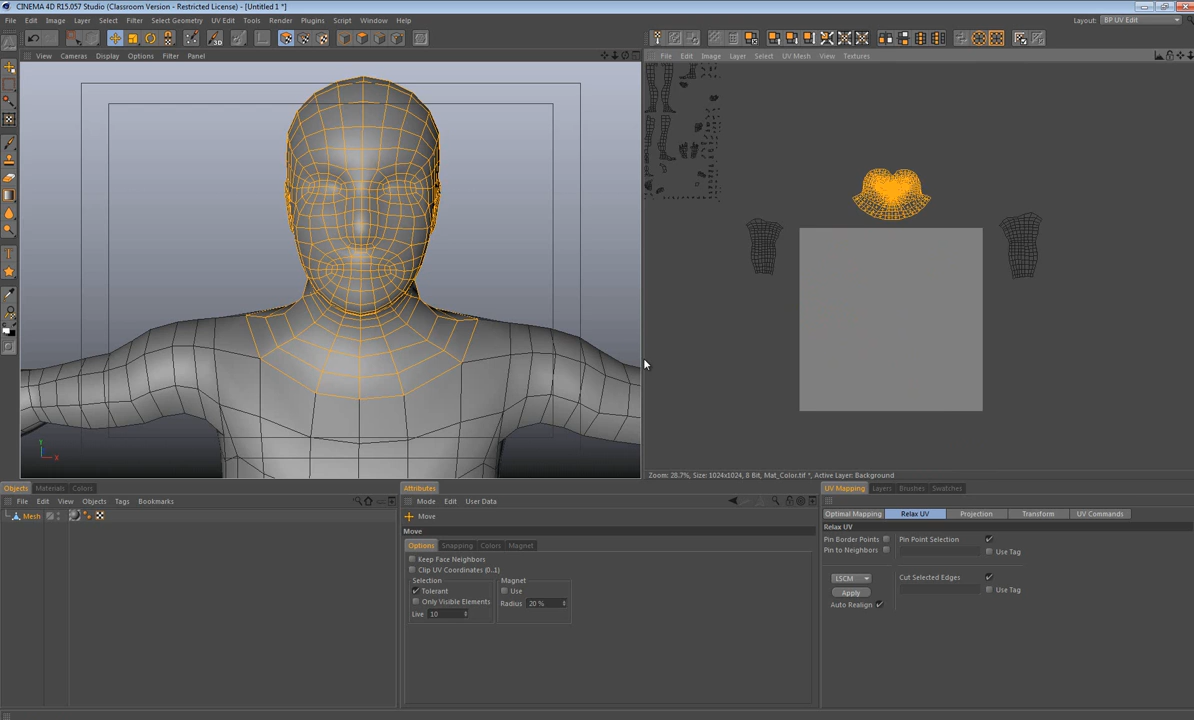 CINEMA 4D R15.057 Studio (Classroom Version - Restricted License) - [Untitled 1 *]
File Edit Image Layer Select Filter Select Geometry UV Edit Tools Render Plugins Script Window Help
Layout: BP UV Edit
View Cameras Display Options Filter Panel
File Edit Image Layer Select UV Mesh View Textures
Y
X
Zoom: 28.7%, Size: 1024x1024, 8 Bit, Mat_Color.tif *, Active Layer: Background
Objects Materials Colors
File Edit View Objects Tags Bookmarks
Mesh
Attributes
Mode Edit User Data
Move
Move
Options Snapping Colors Magnet
Keep Face Neighbors
Clip UV Coordinates (0..1)
Selection Magnet
Tolerant Use
Only Visible Elements Radius 20 %
Live 10
UV Mapping Layers Brushes Swatches
Optimal Mapping Relax UV Projection Transform UV Commands
Relax UV
Pin Border Points Pin Point Selection
Pin to Neighbors Use Tag
LSCM Cut Selected Edges
Apply Use Tag
Auto Realign